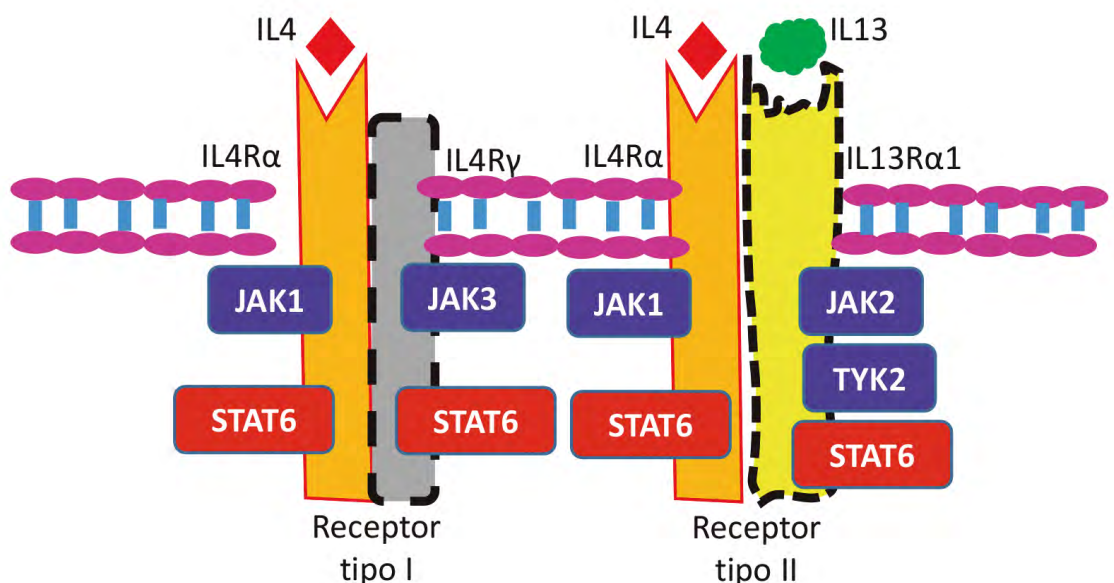 IL4
IL4
IL13
IL4Rα
IL4Rγ
IL4Rα
IL13Rα1
JAK1
JAK3
JAK1
JAK2
TYK2
STAT6
STAT6
STAT6
STAT6
Receptor
tipo I
Receptor
tipo II